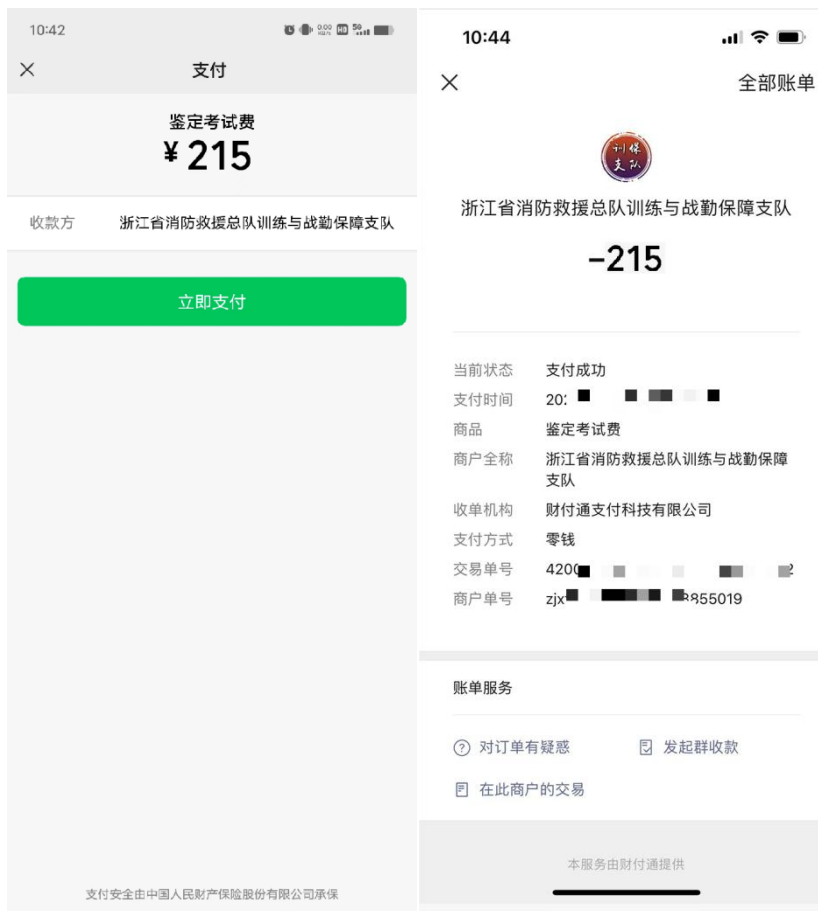 10:42
支付
鉴定考试费
¥215
收款方 浙江省消防救援总队训练与战勤保障支队
立即支付
支付安全由中国人民财产保险股份有限公司承保
10:44
全部账单
训保
支队
浙江省消防救援总队训练与战勤保障支队
-215
当前状态 支付成功
支付时间 20
商品 鉴定考试费
商户全称 浙江省消防救援总队训练与战勤保障
支队
收单机构 财付通支付科技有限公司
支付方式 零钱
交易单号 420
商户单号 zjx 855019
账单服务
对订单有疑惑 发起群收款
在此商户的交易
本服务由财付通提供